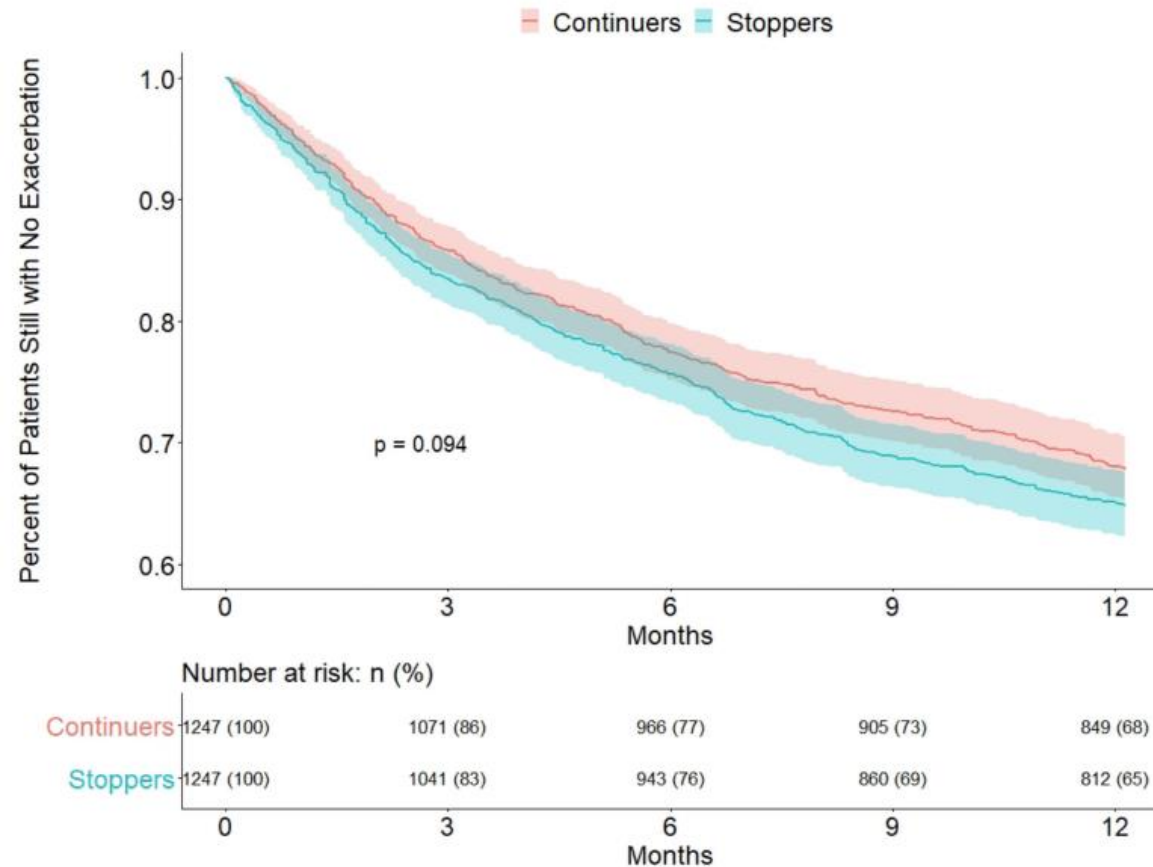 Continuers Stoppers
Percent of Patients Still with No Exacerbation
1.0
0.9
0.8
0.7
0.6
p = 0.094
0 3 6 9 12
Months
Number at risk: n (%)
Continuers 1247 (100) 1071 (86) 966 (77) 905 (73) 849 (68)
Stoppers 1247 (100) 1041 (83) 943 (76) 860 (69) 812 (65)
0 3 6 9 12
Months